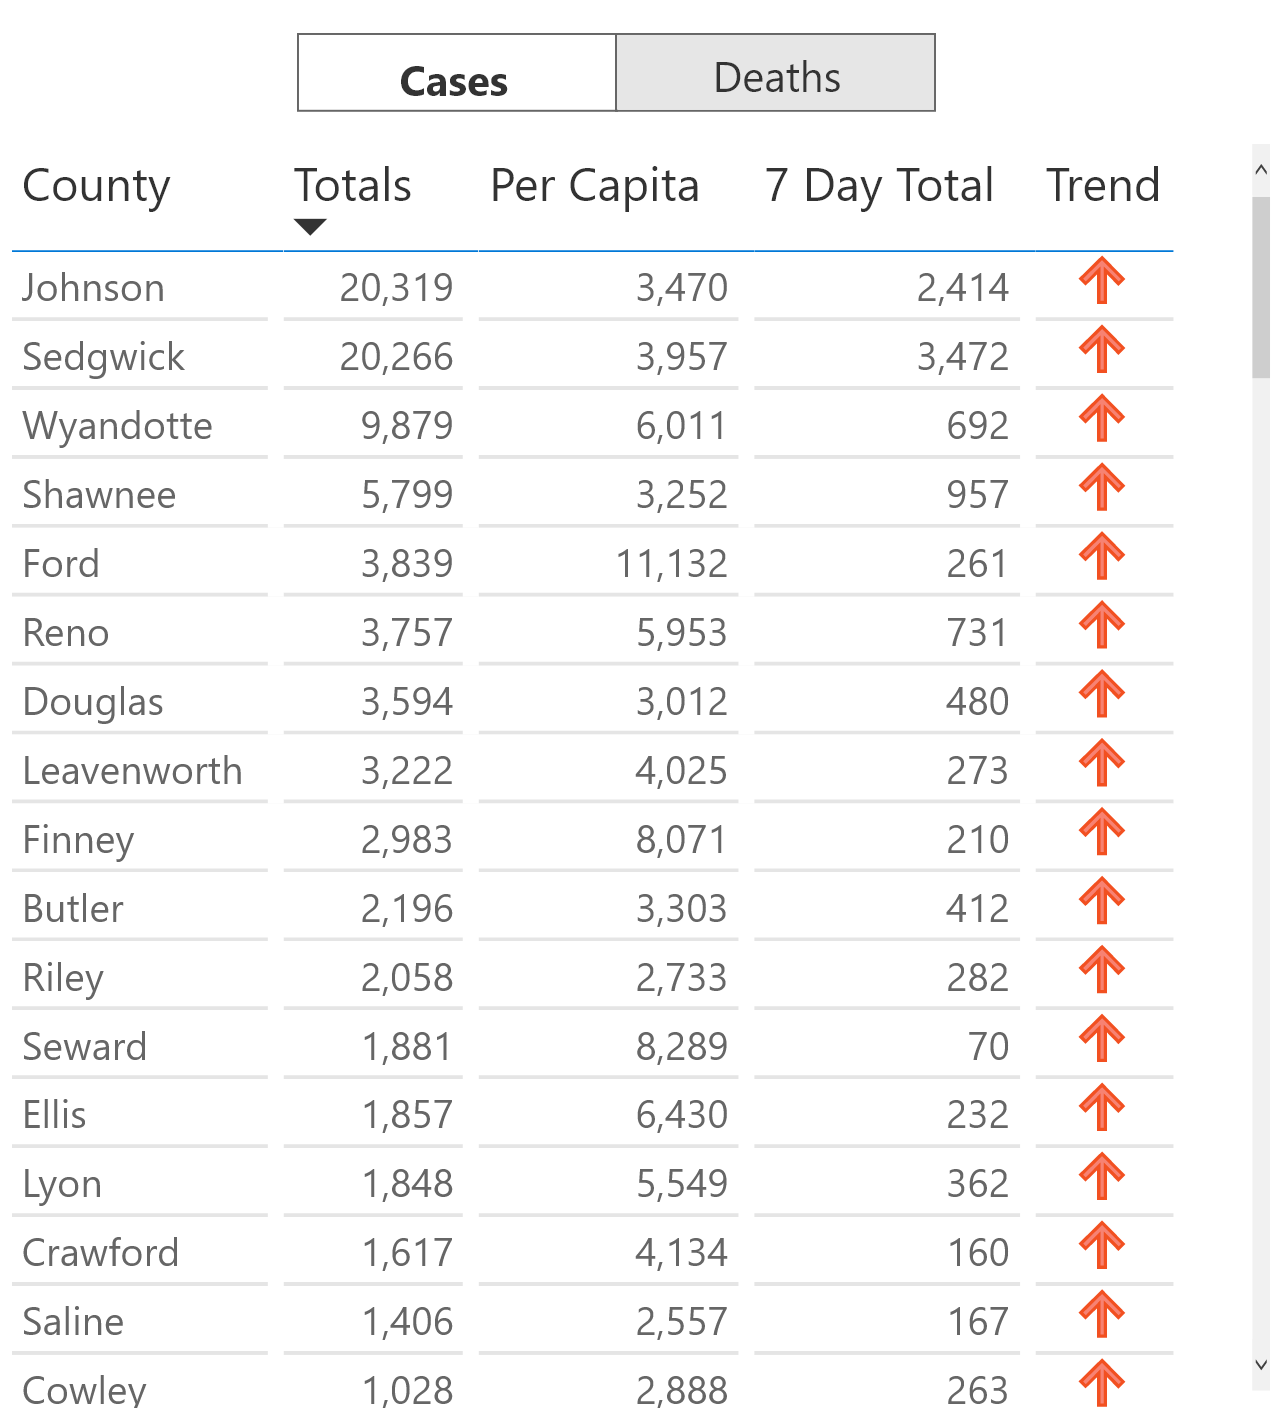 Cases Deaths
County Totals Per Capita 7 Day Total Trend
Johnson 20,319 3,470 2,414
Sedgwick 20,266 3,957 3,472
Wyandotte 9,879 6,011 692
Shawnee 5,799 3,252 957
Ford 3,839 11,132 261
Reno 3,757 5,953 731
Douglas 3,594 3,012 480
Leavenworth 3,222 4,025 273
Finney 2,983 8,071 210
Butler 2,196 3,303 412
Riley 2,058 2,733 282
Seward 1,881 8,289 70
Ellis 1,857 6,430 232
Lyon 1,848 5,549 362
Crawford 1,617 4,134 160
Saline 1,406 2,557 167
Cowley 1,028 2,888 263